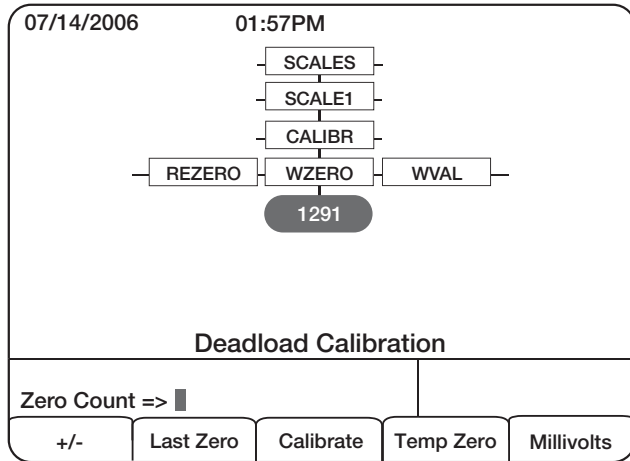 07/14/2006 01:57PM
SCALES
SCALE1
CALIBR
REZERO WZERO WVAL
1291
Deadload Calibration
Zero Count =>
+/- Last Zero Calibrate Temp Zero Millivolts